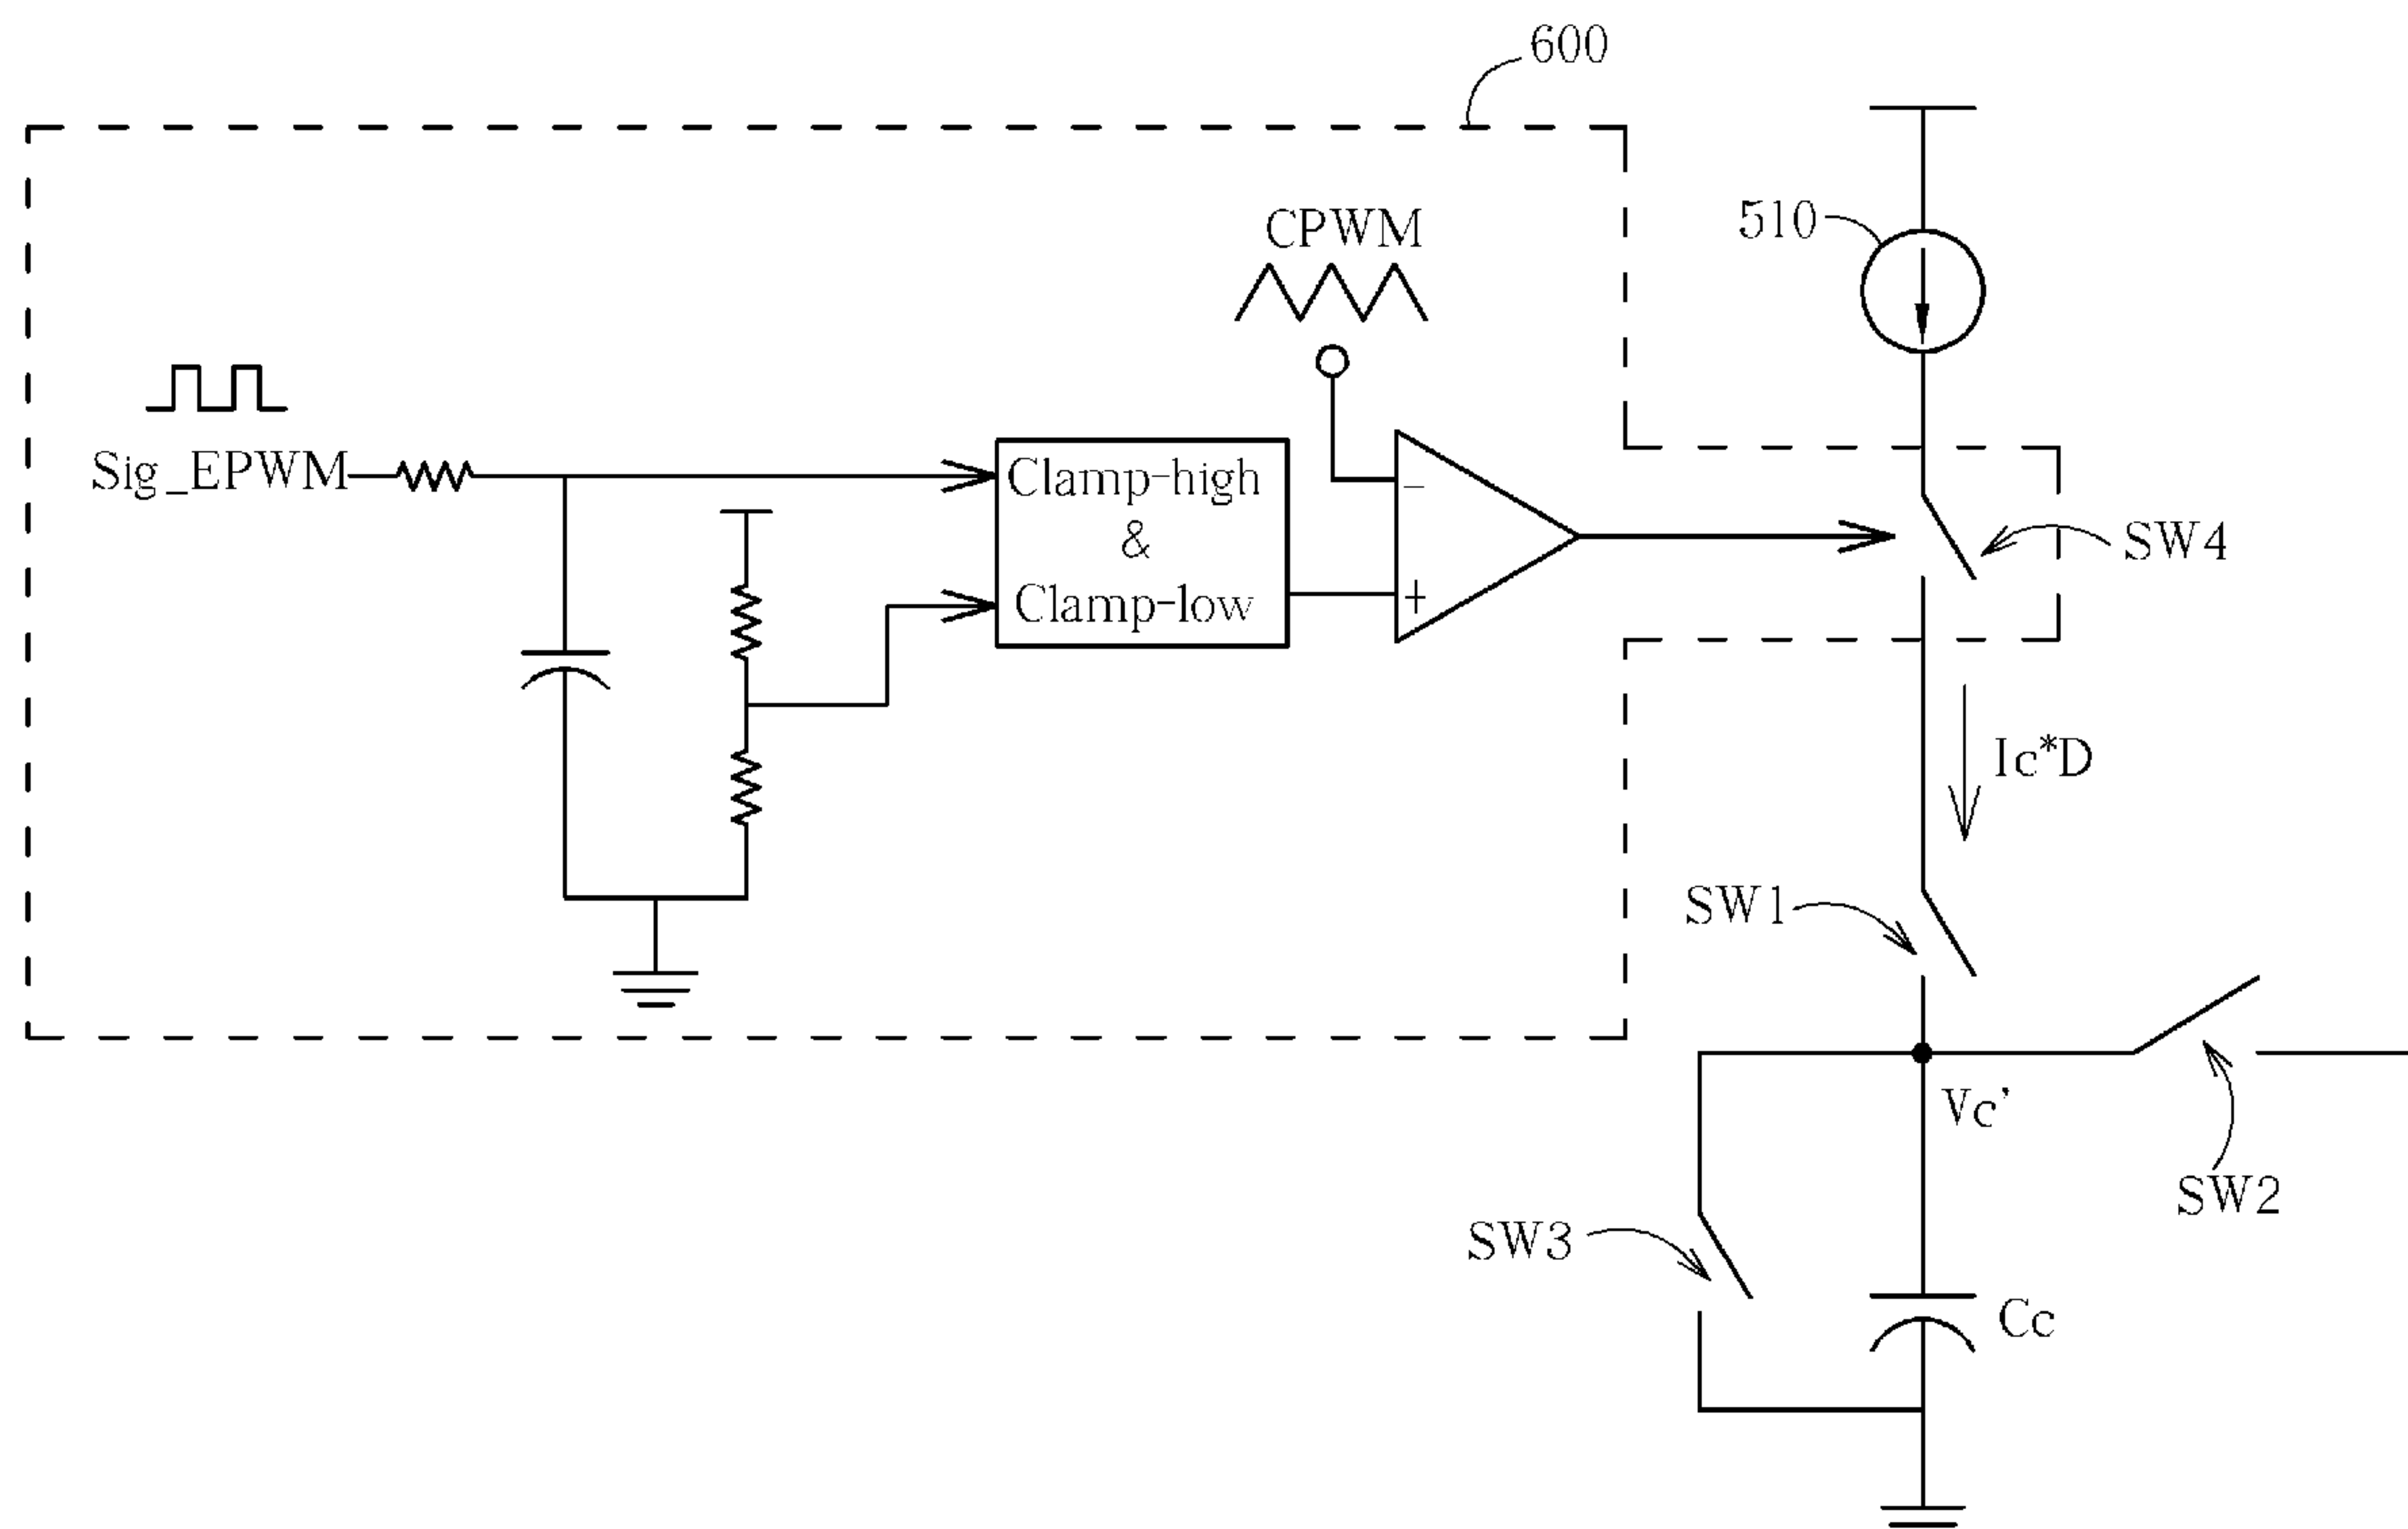 600
510
CPWM
Sig_EPWM
Clamp-high
&
Clamp-low
−
+
SW4
Ic*D
SW1
Vc'
SW2
SW3
Cc